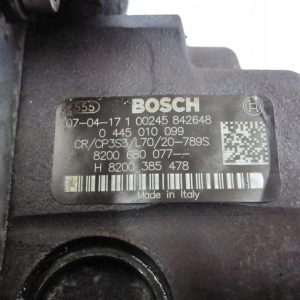 555 BOSCH
07-04-17 1 00245 842648
0 445 010 099
CR/CP3S3/L70/20-789S
8200 680 077--
H 8200 385 478
Made in Italy